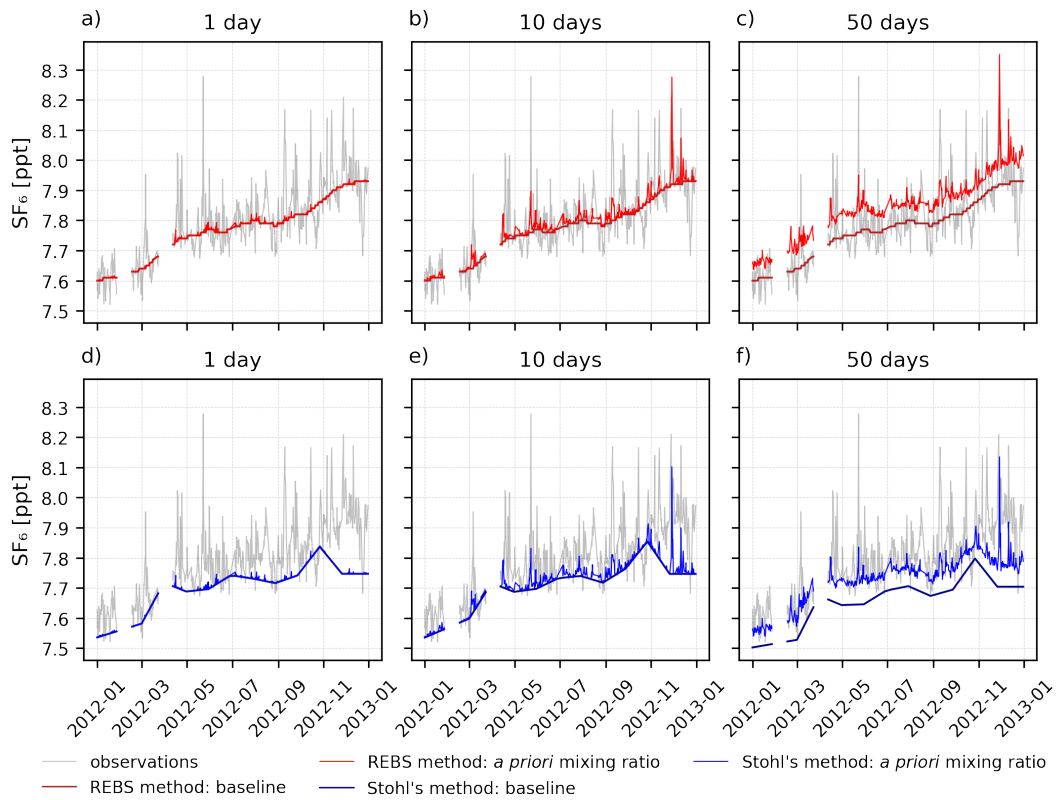 a) 1 day
b) 10 days
c) 50 days
SF₆ [ppt]
8.3
8.2
8.1
8.0
7.9
7.8
7.7
7.6
7.5
d) 1 day
e) 10 days
f) 50 days
SF₆ [ppt]
8.3
8.2
8.1
8.0
7.9
7.8
7.7
7.6
7.5
2012-01 2012-03 2012-05 2012-07 2012-09 2012-11 2013-01
2012-01 2012-03 2012-05 2012-07 2012-09 2012-11 2013-01
2012-01 2012-03 2012-05 2012-07 2012-09 2012-11 2013-01
observations
REBS method: a priori mixing ratio
Stohl's method: a priori mixing ratio
REBS method: baseline
Stohl's method: baseline